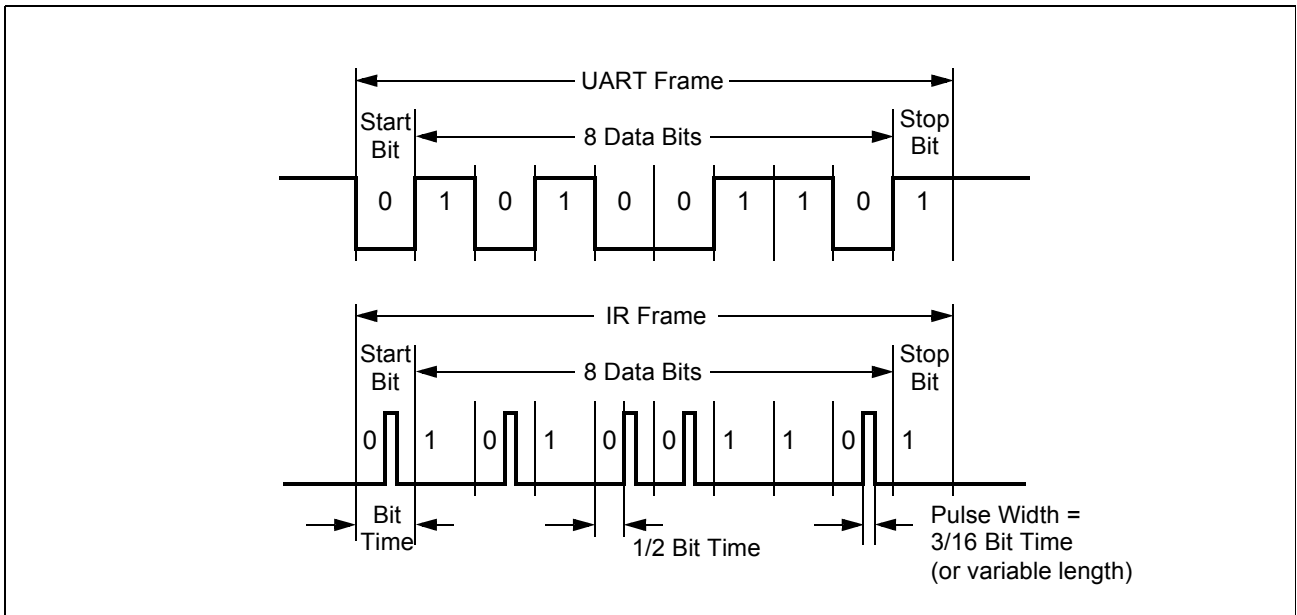 UART Frame
Start
Bit
8 Data Bits
Stop
Bit
0 1 0 1 0 0 1 1 0 1
IR Frame
Start
Bit
8 Data Bits
Stop
Bit
0 1 0 1 0 0 1 1 0 1
Bit
Time
1/2 Bit Time
Pulse Width =
3/16 Bit Time
(or variable length)